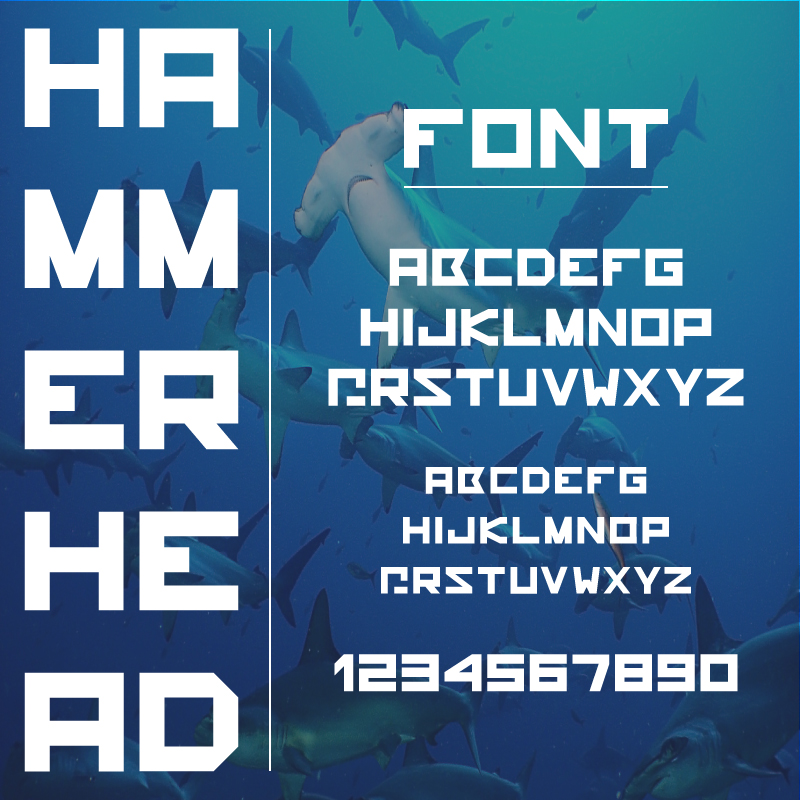 HA
MM
ER
HE
AD
FONT
ABCDEFG
HIJKLMNOP
QRSTUVWXYZ
ABCDEFG
HIJKLMNOP
QRSTUVWXYZ
1234567890